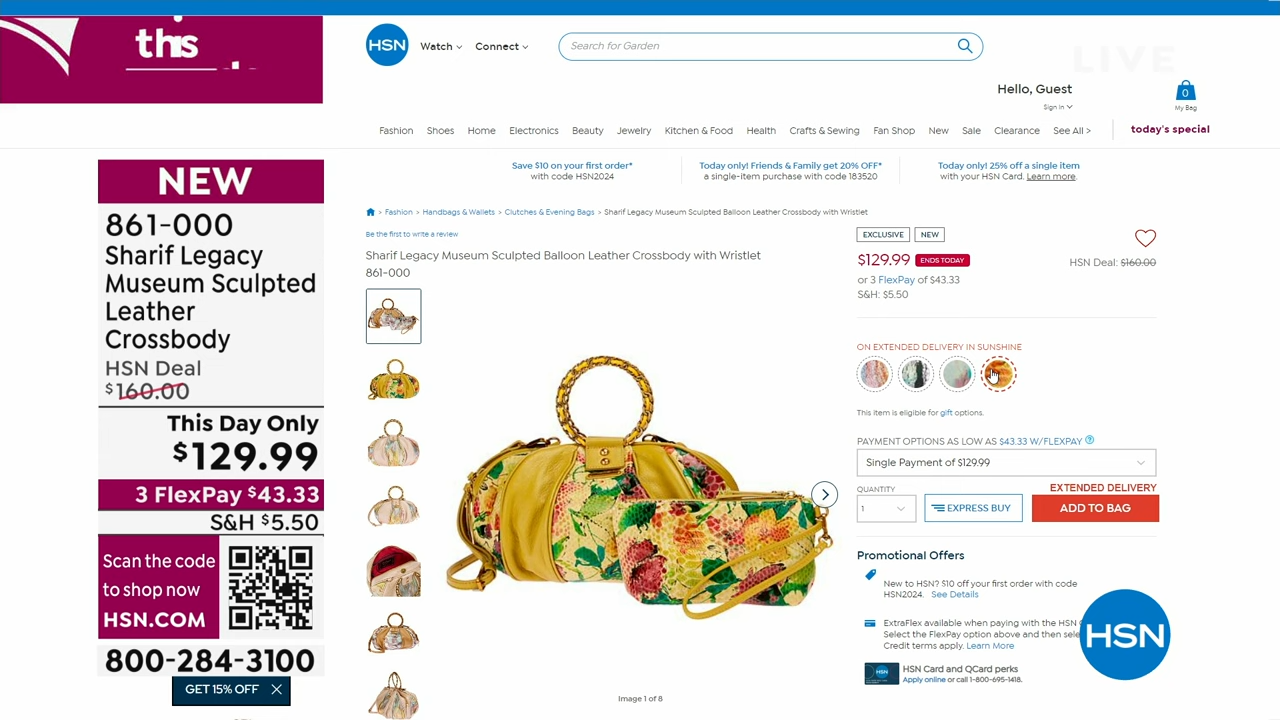 this
LIVE
HSN
Watch
Connect
Search for Garden
Hello, Guest
Sign in
0
My Bag
Fashion
Shoes
Home
Electronics
Beauty
Jewelry
Kitchen & Food
Health
Crafts & Sewing
Fan Shop
New
Sale
Clearance
See All >
today's special
Save $10 on your first order*
with code HSN2024
Today only! Friends & Family get 20% OFF*
a single-item purchase with code 183520
Today only! 25% off a single item
with your HSN Card. Learn more.
NEW
861-000
Sharif Legacy
Museum Sculpted
Leather
Crossbody
HSN Deal
$160.00
This Day Only
$129.99
3 FlexPay $43.33
S&H $5.50
Scan the code
to shop now
HSN.COM
800-284-3100
GET 15% OFF
> Fashion > Handbags & Wallets > Clutches & Evening Bags > Sharif Legacy Museum Sculpted Balloon Leather Crossbody with Wristlet
Be the first to write a review
Sharif Legacy Museum Sculpted Balloon Leather Crossbody with Wristlet
861-000
Image 1 of 8
EXCLUSIVE
NEW
$129.99
ENDS TODAY
HSN Deal: $160.00
or 3 FlexPay of $43.33
S&H: $5.50
ON EXTENDED DELIVERY IN SUNSHINE
This item is eligible for gift options.
PAYMENT OPTIONS AS LOW AS $43.33 W/FLEXPAY ?
Single Payment of $129.99
QUANTITY
EXTENDED DELIVERY
1
EXPRESS BUY
ADD TO BAG
Promotional Offers
New to HSN? $10 off your first order with code
HSN2024. See Details
ExtraFlex available when paying with the HSN
Select the FlexPay option above and then sele
Credit terms apply. Learn More
HSN Card and QCard perks
Apply online or call 1-800-695-1418.
HSN